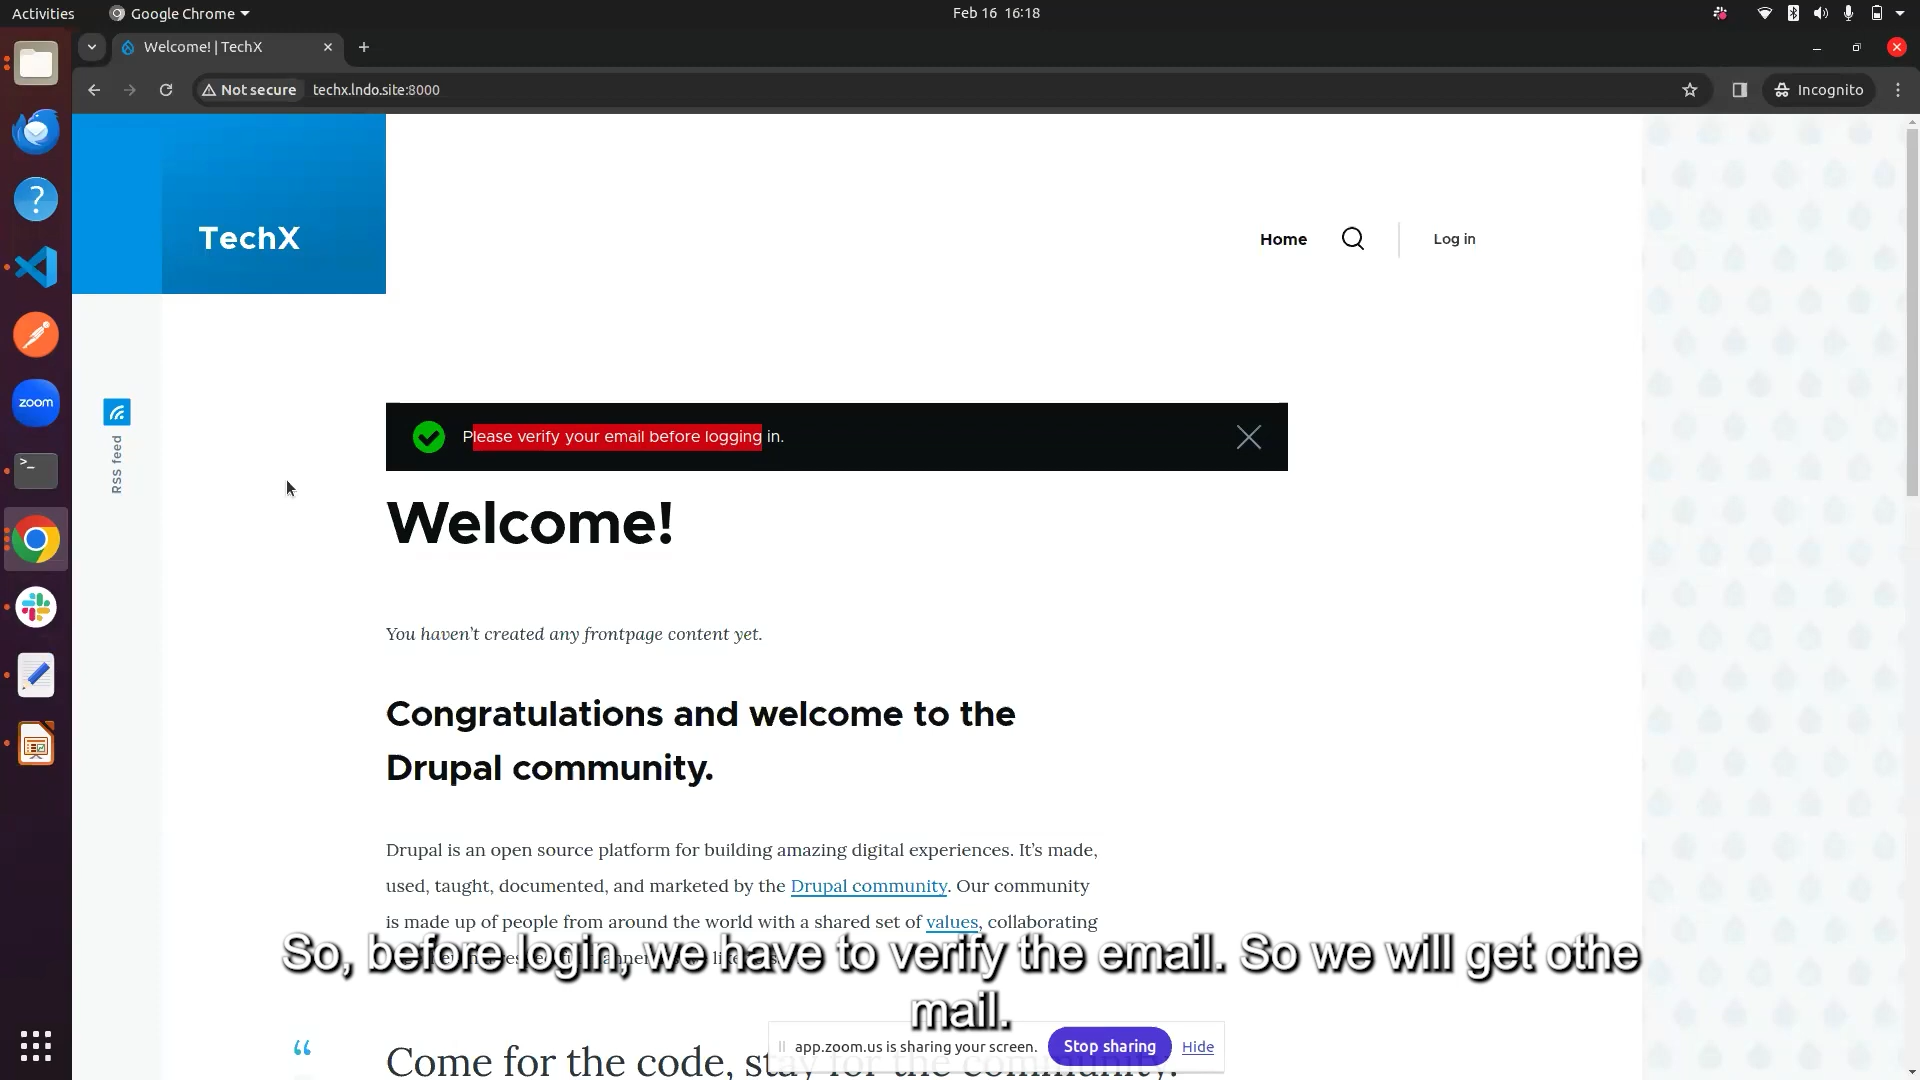 Activities
Google Chrome
Feb 16 16:18
Welcome! | TechX
Not secure
techx.lndo.site:8000
Incognito
TechX
Home
Log in
zoom
RSS feed
Please verify your email before logging in.
Welcome!
You haven’t created any frontpage content yet.
Congratulations and welcome to the
Drupal community.
Drupal is an open source platform for building amazing digital experiences. It’s made,
used, taught, documented, and marketed by the Drupal community. Our community
is made up of people from around the world with a shared set of values, collaborating
So, before login, we have to verify the email. So we will get othe
mail.
app.zoom.us is sharing your screen.
Stop sharing
Hide
“
Come for the code, stay for the community.